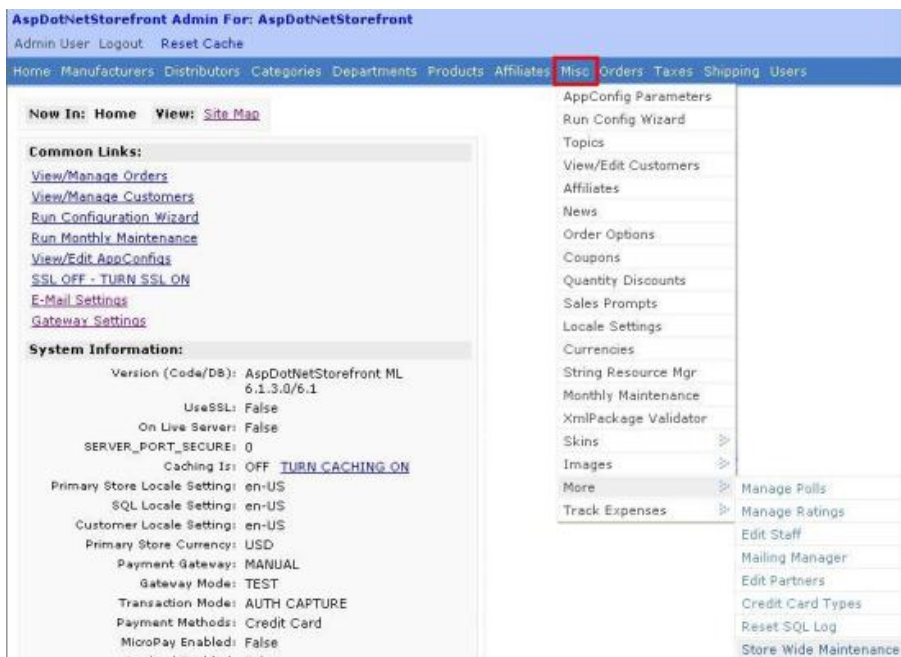 AspDotNetStorefront Admin For: AspDotNetStorefront
Admin User Logout Reset Cache
Home Manufacturers Distributors Categories Departments Products Affiliates Misc Orders Taxes Shipping Users
Now In: Home View: Site Map
Common Links:
View/Manage Orders
View/Manage Customers
Run Configuration Wizard
Run Monthly Maintenance
View/Edit AppConfigs
SSL OFF - TURN SSL ON
E-Mail Settings
Gateway Settings
System Information:
Version (Code/DB): AspDotNetStorefront ML
6.1.3.0/6.1
UseSSL: False
On Live Server: False
SERVER_PORT_SECURE: 0
Caching Is: OFF TURN CACHING ON
Primary Store Locale Setting: en-US
SQL Locale Setting: en-US
Customer Locale Setting: en-US
Primary Store Currency: USD
Payment Gateway: MANUAL
Gateway Mode: TEST
Transaction Mode: AUTH CAPTURE
Payment Methods: Credit Card
MicroPay Enabled: False
AppConfig Parameters
Run Config Wizard
Topics
View/Edit Customers
Affiliates
News
Order Options
Coupons
Quantity Discounts
Sales Prompts
Locale Settings
Currencies
String Resource Mgr
Monthly Maintenance
XmlPackage Validator
Skins
Images
More
Track Expenses
Manage Polls
Manage Ratings
Edit Staff
Mailing Manager
Edit Partners
Credit Card Types
Reset SQL Log
Store Wide Maintenance